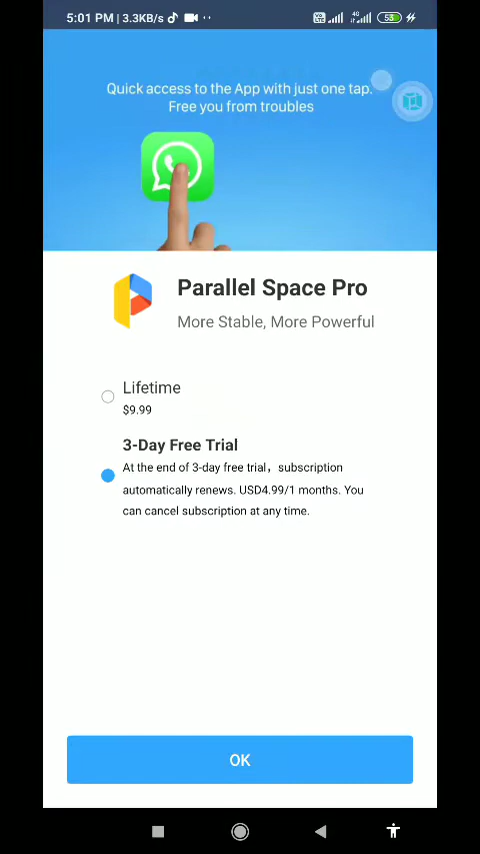 5:01 PM | 3.3KB/s
4G
53
Quick access to the App with just one tap.
Free you from troubles
Parallel Space Pro
More Stable, More Powerful
Lifetime
$9.99
3-Day Free Trial
At the end of 3-day free trial，subscription
automatically renews. USD4.99/1 months. You
can cancel subscription at any time.
OK